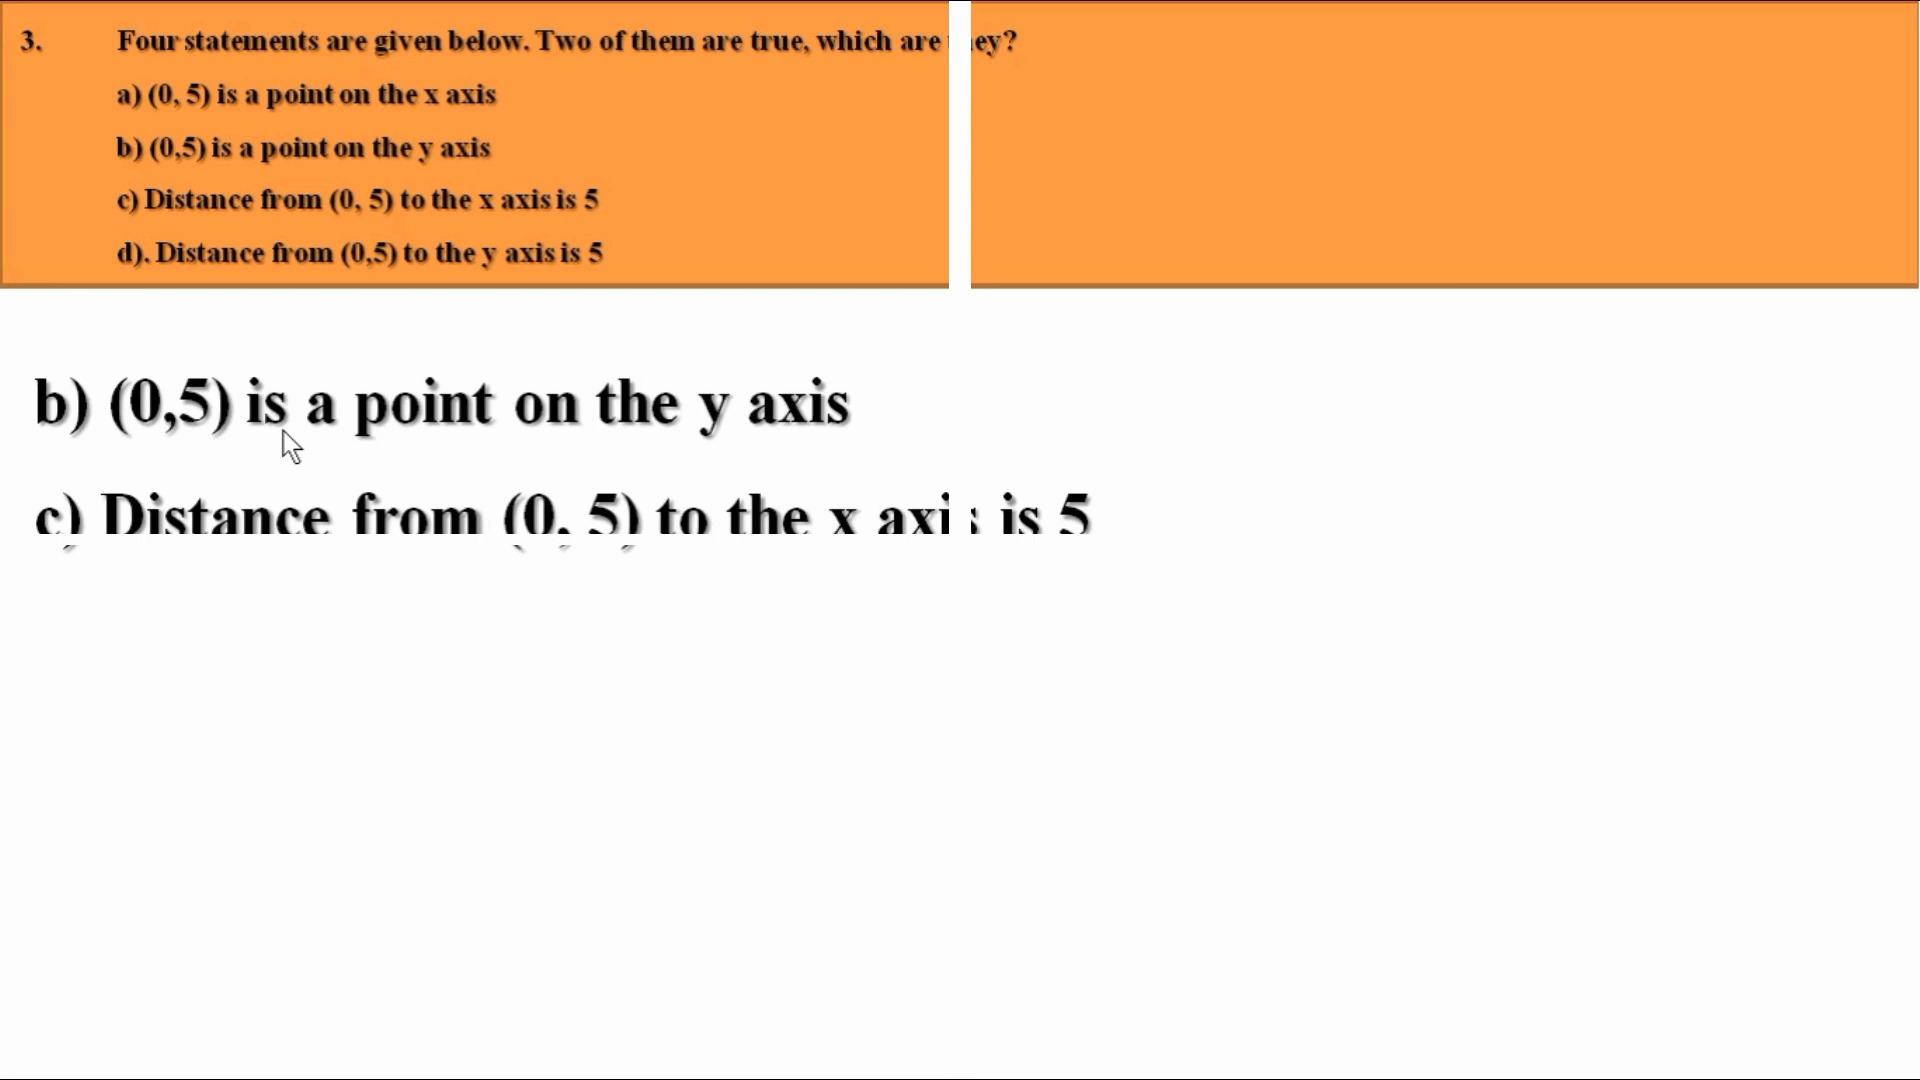 3. Four statements are given below. Two of them are true, which are ey?
a) (0, 5) is a point on the x axis
b) (0,5) is a point on the y axis
c) Distance from (0, 5) to the x axis is 5
d). Distance from (0,5) to the y axis is 5
b) (0,5) is a point on the y axis
c) Distance from (0, 5) to the x axis is 5